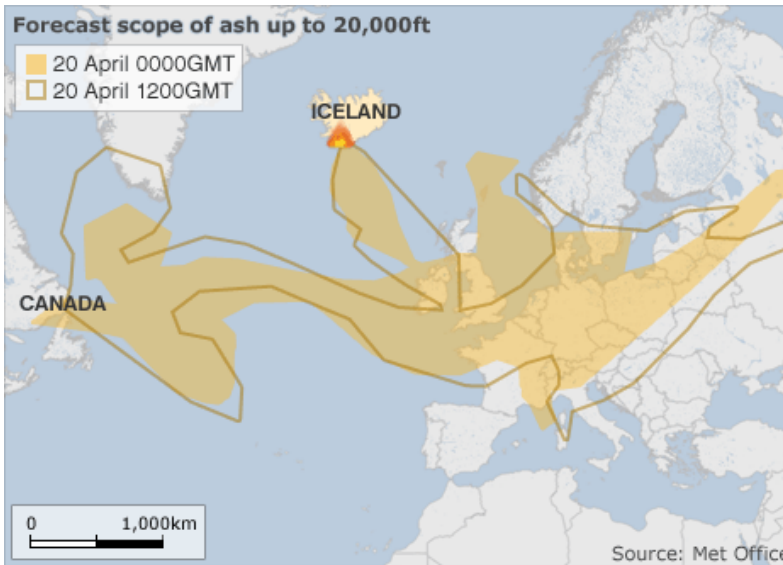 Forecast scope of ash up to 20,000ft
20 April 0000GMT
20 April 1200GMT
ICELAND
CANADA
0 1,000km
Source: Met Office